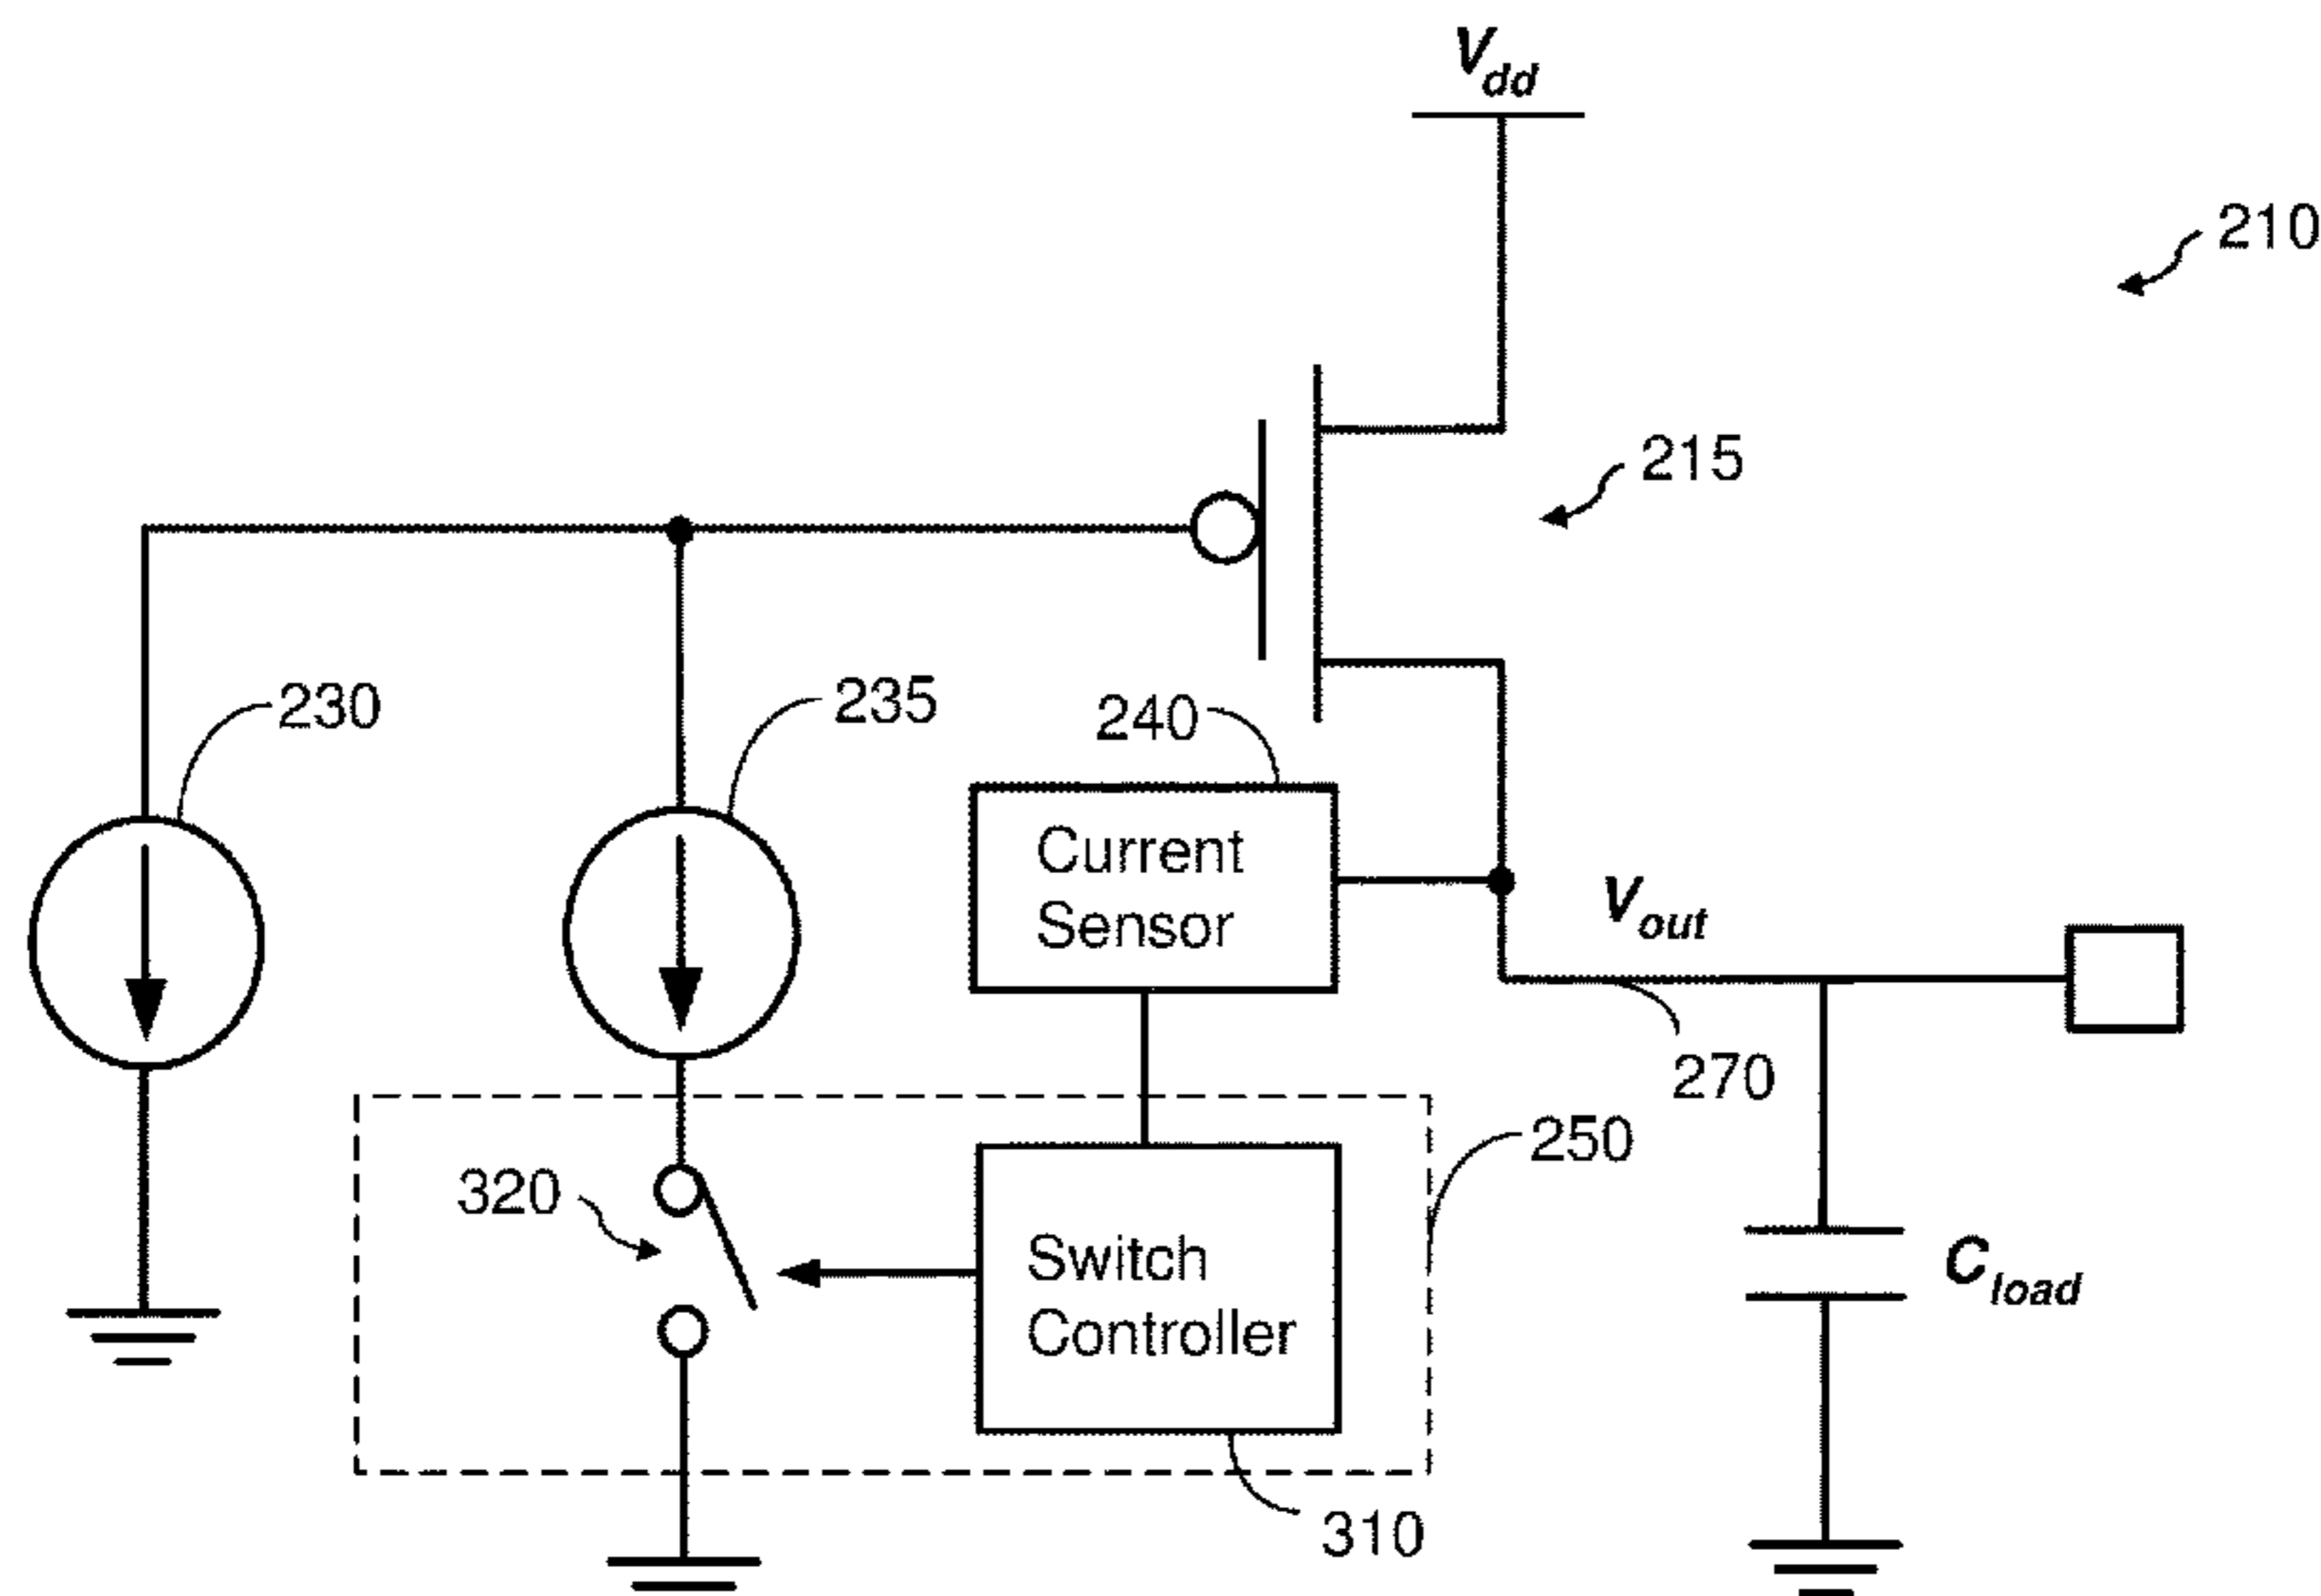 Vdd
210
215
230
235
240
Current
Sensor
Vout
270
250
320
Switch
Controller
Cload
310